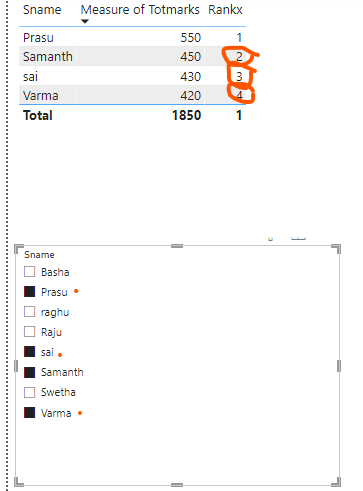 Sname Measure of Totmarks Rankx
Prasu 550 1
Samanth 450 2
sai 430 3
Varma 420 4
Total 1850 1
Sname
Basha
Prasu
raghu
Raju
sai
Samanth
Swetha
Varma